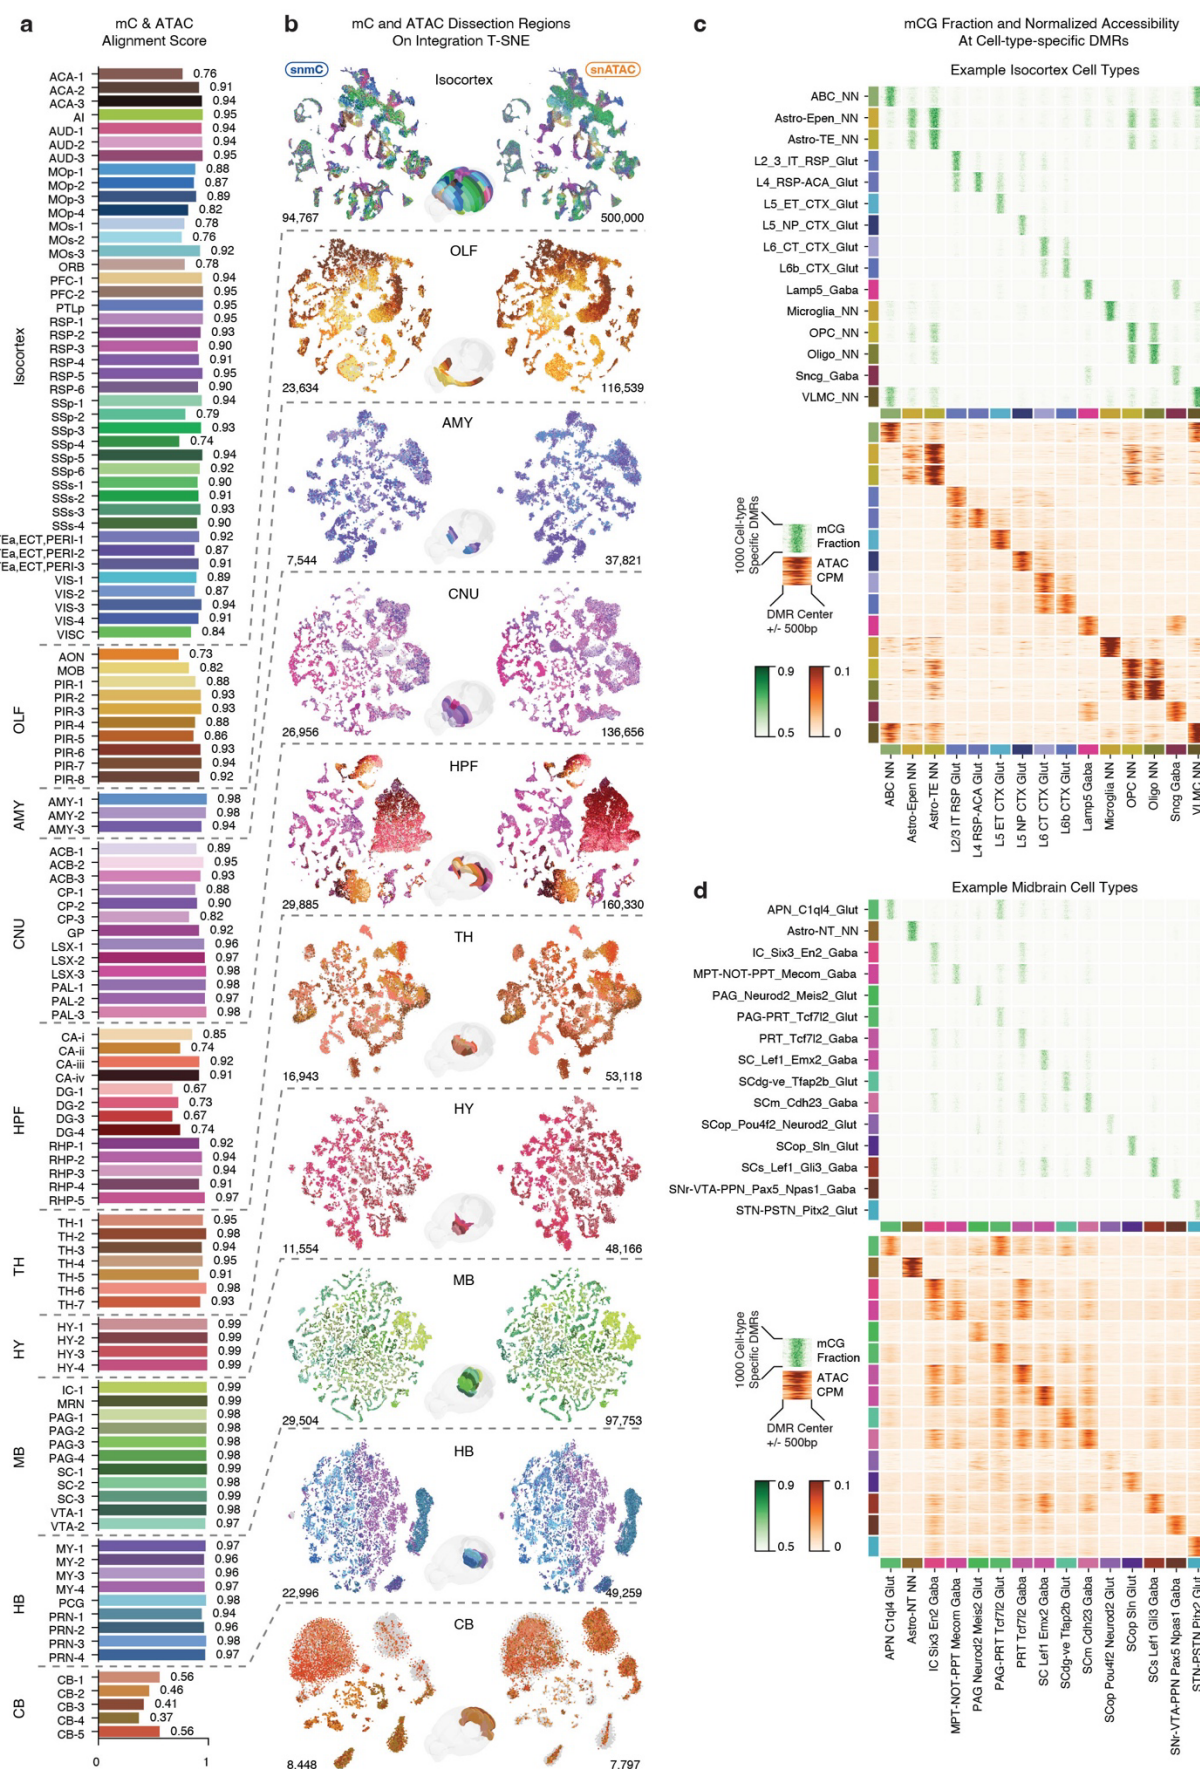 a
mC & ATAC
Alignment Score
ACA-1 0.76
ACA-2 0.91
ACA-3 0.94
AI 0.95
AUD-1 0.94
AUD-2 0.94
AUD-3 0.95
MOp-1 0.88
MOp-2 0.87
MOp-3 0.89
MOp-4 0.82
MOs-1 0.78
MOs-2 0.76
MOs-3 0.92
ORB 0.78
PFC-1 0.94
PFC-2 0.95
PTLp 0.95
RSP-1 0.95
RSP-2 0.93
RSP-3 0.90
RSP-4 0.91
RSP-5 0.95
RSP-6 0.90
SSp-1 0.94
SSp-2 0.79
SSp-3 0.93
SSp-4 0.74
SSp-5 0.94
SSp-6 0.92
SSs-1 0.90
SSs-2 0.91
SSs-3 0.93
SSs-4 0.90
Ea,ECT,PERI-1 0.92
Ea,ECT,PERI-2 0.87
Ea,ECT,PERI-3 0.91
VIS-1 0.89
VIS-2 0.87
VIS-3 0.94
VIS-4 0.91
VISC 0.84
Isocortex
AON 0.73
MOB 0.82
PIR-1 0.88
PIR-2 0.93
PIR-3 0.93
PIR-4 0.88
PIR-5 0.86
PIR-6 0.93
PIR-7 0.94
PIR-8 0.92
OLF
AMY-1 0.98
AMY-2 0.98
AMY-3 0.94
AMY
ACB-1 0.89
ACB-2 0.95
ACB-3 0.93
CP-1 0.88
CP-2 0.90
CP-3 0.82
GP 0.92
LSX-1 0.96
LSX-2 0.97
LSX-3 0.98
PAL-1 0.98
PAL-2 0.97
PAL-3 0.98
CNU
CA-i 0.85
CA-ii 0.74
CA-iii 0.92
CA-iv 0.91
DG-1 0.67
DG-2 0.73
DG-3 0.67
DG-4 0.74
RHP-1 0.92
RHP-2 0.94
RHP-3 0.94
RHP-4 0.91
RHP-5 0.97
HPF
TH-1 0.95
TH-2 0.98
TH-3 0.94
TH-4 0.95
TH-5 0.91
TH-6 0.98
TH-7 0.93
TH
HY-1 0.99
HY-2 0.99
HY-3 0.99
HY-4 0.99
HY
IC-1 0.99
MRN 0.99
PAG-1 0.98
PAG-2 0.98
PAG-3 0.98
PAG-4 0.98
SC-1 0.99
SC-2 0.98
SC-3 0.99
VTA-1 0.98
VTA-2 0.97
MB
MY-1 0.97
MY-2 0.96
MY-3 0.96
MY-4 0.97
PCG 0.98
PRN-1 0.94
PRN-2 0.96
PRN-3 0.98
PRN-4 0.97
HB
CB-1 0.56
CB-2 0.46
CB-3 0.41
CB-4 0.37
CB-5 0.56
CB
0 1
b
mC and ATAC Dissection Regions
On Integration T-SNE
snmC snATAC
Isocortex
94,767 500,000
OLF
23,634 116,539
AMY
7,544 37,821
CNU
26,956 136,656
HPF
29,885 160,330
TH
16,943 53,118
HY
11,554 48,166
MB
29,504 97,753
HB
22,996 49,259
CB
8,448 7,797
c
mCG Fraction and Normalized Accessibility
At Cell-type-specific DMRs
Example Isocortex Cell Types
ABC_NN
Astro-Epen_NN
Astro-TE_NN
L2_3_IT_RSP_Glut
L4_RSP-ACA_Glut
L5_ET_CTX_Glut
L5_NP_CTX_Glut
L6_CT_CTX_Glut
L6b_CTX_Glut
Lamp5_Gaba
Microglia_NN
OPC_NN
Oligo_NN
Sncg_Gaba
VLMC_NN
1000 Cell-type
Specific DMRs
mCG
Fraction
ATAC
CPM
DMR Center
+/- 500bp
0.9 0.1
0.5 0
ABC NN
Astro-Epen NN
Astro-TE NN
L2/3 IT RSP Glut
L4 RSP-ACA Glut
L5 ET CTX Glut
L5 NP CTX Glut
L6 CT CTX Glut
L6b CTX Glut
Lamp5 Gaba
Microglia NN
OPC NN
Oligo NN
Sncg Gaba
VLMC NN
d
Example Midbrain Cell Types
APN_C1ql4_Glut
Astro-NT_NN
IC_Six3_En2_Gaba
MPT-NOT-PPT_Mecom_Gaba
PAG_Neurod2_Meis2_Glut
PAG-PRT_Tcf7l2_Glut
PRT_Tcf7l2_Gaba
SC_Lef1_Emx2_Gaba
SCdg-ve_Tfap2b_Glut
SCm_Cdh23_Gaba
SCop_Pou4f2_Neurod2_Glut
SCop_Sln_Glut
SCs_Lef1_Gli3_Gaba
SNr-VTA-PPN_Pax5_Npas1_Gaba
STN-PSTN_Pitx2_Glut
1000 Cell-type
Specific DMRs
mCG
Fraction
ATAC
CPM
DMR Center
+/- 500bp
0.9 0.1
0.5 0
APN C1ql4 Glut
Astro-NT NN
IC Six3 En2 Gaba
MPT-NOT-PPT Mecom Gaba
PAG Neurod2 Meis2 Glut
PAG-PRT Tcf7l2 Glut
PRT Tcf7l2 Gaba
SC Lef1 Emx2 Gaba
SCdg-ve Tfap2b Glut
SCm Cdh23 Gaba
SCop Pou4f2 Neurod2 Glut
SCop Sln Glut
SCs Lef1 Gli3 Gaba
SNr-VTA-PPN Pax5 Npas1 Gaba
STN-PSTN Pitx2 Glut